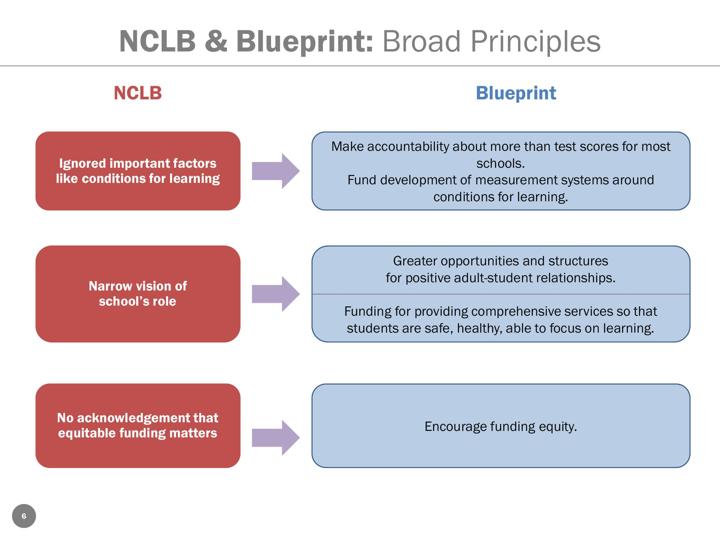 NCLB & Blueprint: Broad Principles
NCLB
Blueprint
Ignored important factors
like conditions for learning
Make accountability about more than test scores for most
schools.
Fund development of measurement systems around
conditions for learning.
Narrow vision of
school’s role
Greater opportunities and structures
for positive adult-student relationships.
Funding for providing comprehensive services so that
students are safe, healthy, able to focus on learning.
No acknowledgement that
equitable funding matters
Encourage funding equity.
6